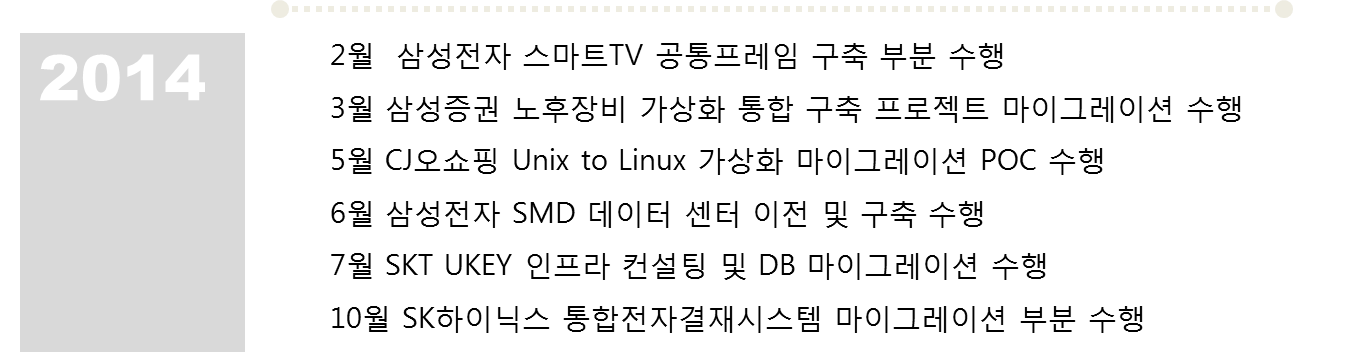 2014
2월  삼성전자 스마트TV 공통프레임 구축 부분 수행
3월 삼성증권 노후장비 가상화 통합 구축 프로젝트 마이그레이션 수행
5월 CJ오쇼핑 Unix to Linux 가상화 마이그레이션 POC 수행
6월 삼성전자 SMD 데이터 센터 이전 및 구축 수행
7월 SKT UKEY 인프라 컨설팅 및 DB 마이그레이션 수행
10월 SK하이닉스 통합전자결재시스템 마이그레이션 부분 수행